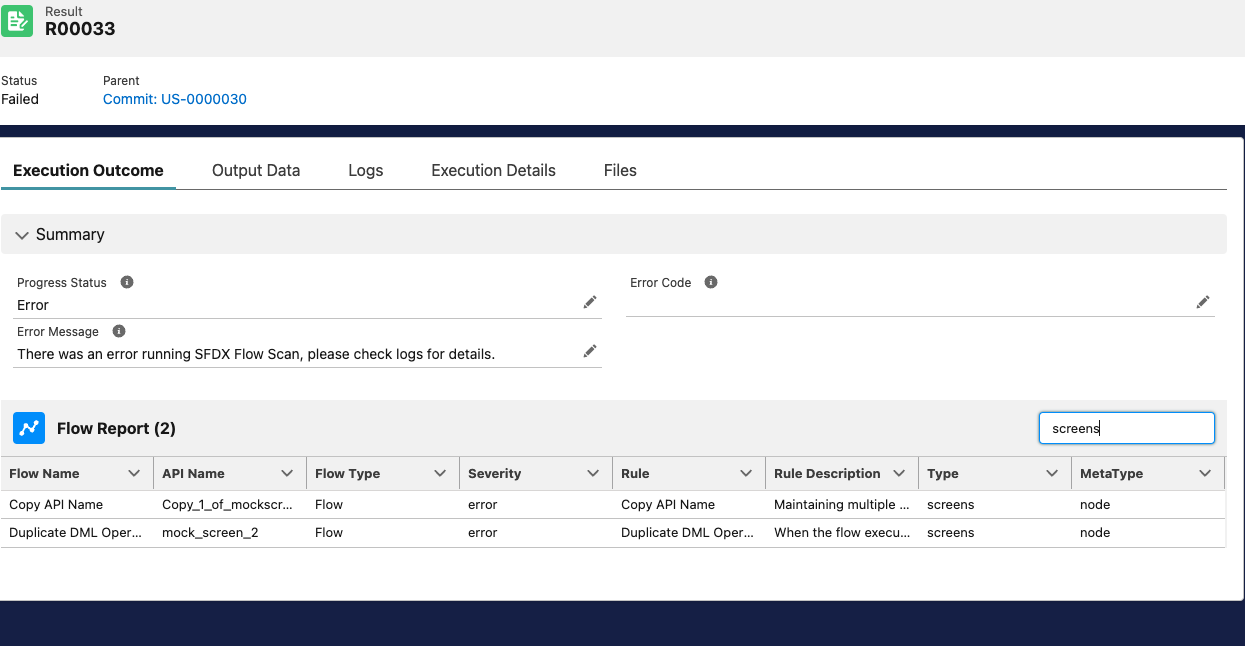 Result
R00033
Status
Parent
Failed
Commit: US-0000030
Execution Outcome
Output Data
Logs
Execution Details
Files
Summary
Progress Status
Error Code
Error
Error Message
There was an error running SFDX Flow Scan, please check logs for details.
Flow Report (2)
screens
Flow Name
API Name
Flow Type
Severity
Rule
Rule Description
Type
MetaType
Copy API Name
Copy_1_of_mockscr...
Flow
error
Copy API Name
Maintaining multiple ...
screens
node
Duplicate DML Oper...
mock_screen_2
Flow
error
Duplicate DML Oper...
When the flow execu...
screens
node